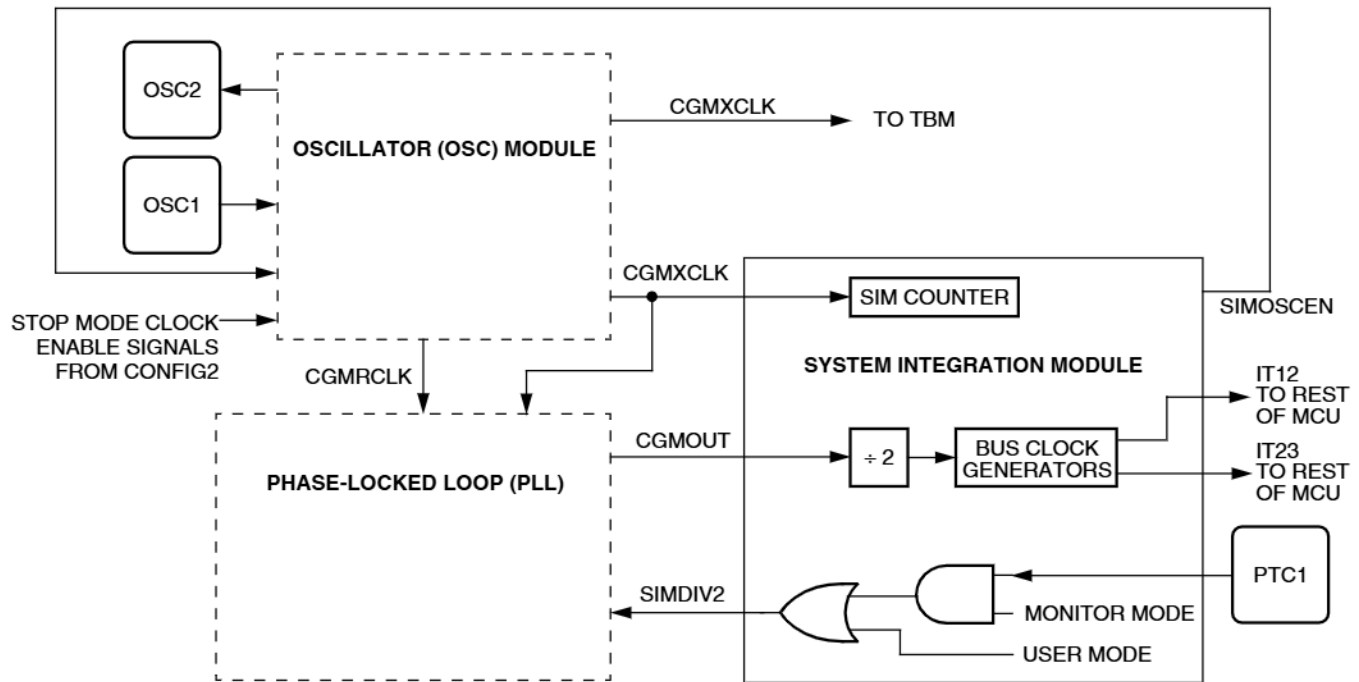 OSC2
CGMXCLK
TO TBM
OSCILLATOR (OSC) MODULE
OSC1
CGMXCLK
SIM COUNTER
SIMOSCEN
STOP MODE CLOCK
ENABLE SIGNALS
FROM CONFIG2
CGMRCLK
SYSTEM INTEGRATION MODULE
IT12
TO REST
OF MCU
CGMOUT
÷ 2
BUS CLOCK
GENERATORS
IT23
TO REST
OF MCU
PHASE-LOCKED LOOP (PLL)
SIMDIV2
PTC1
MONITOR MODE
USER MODE